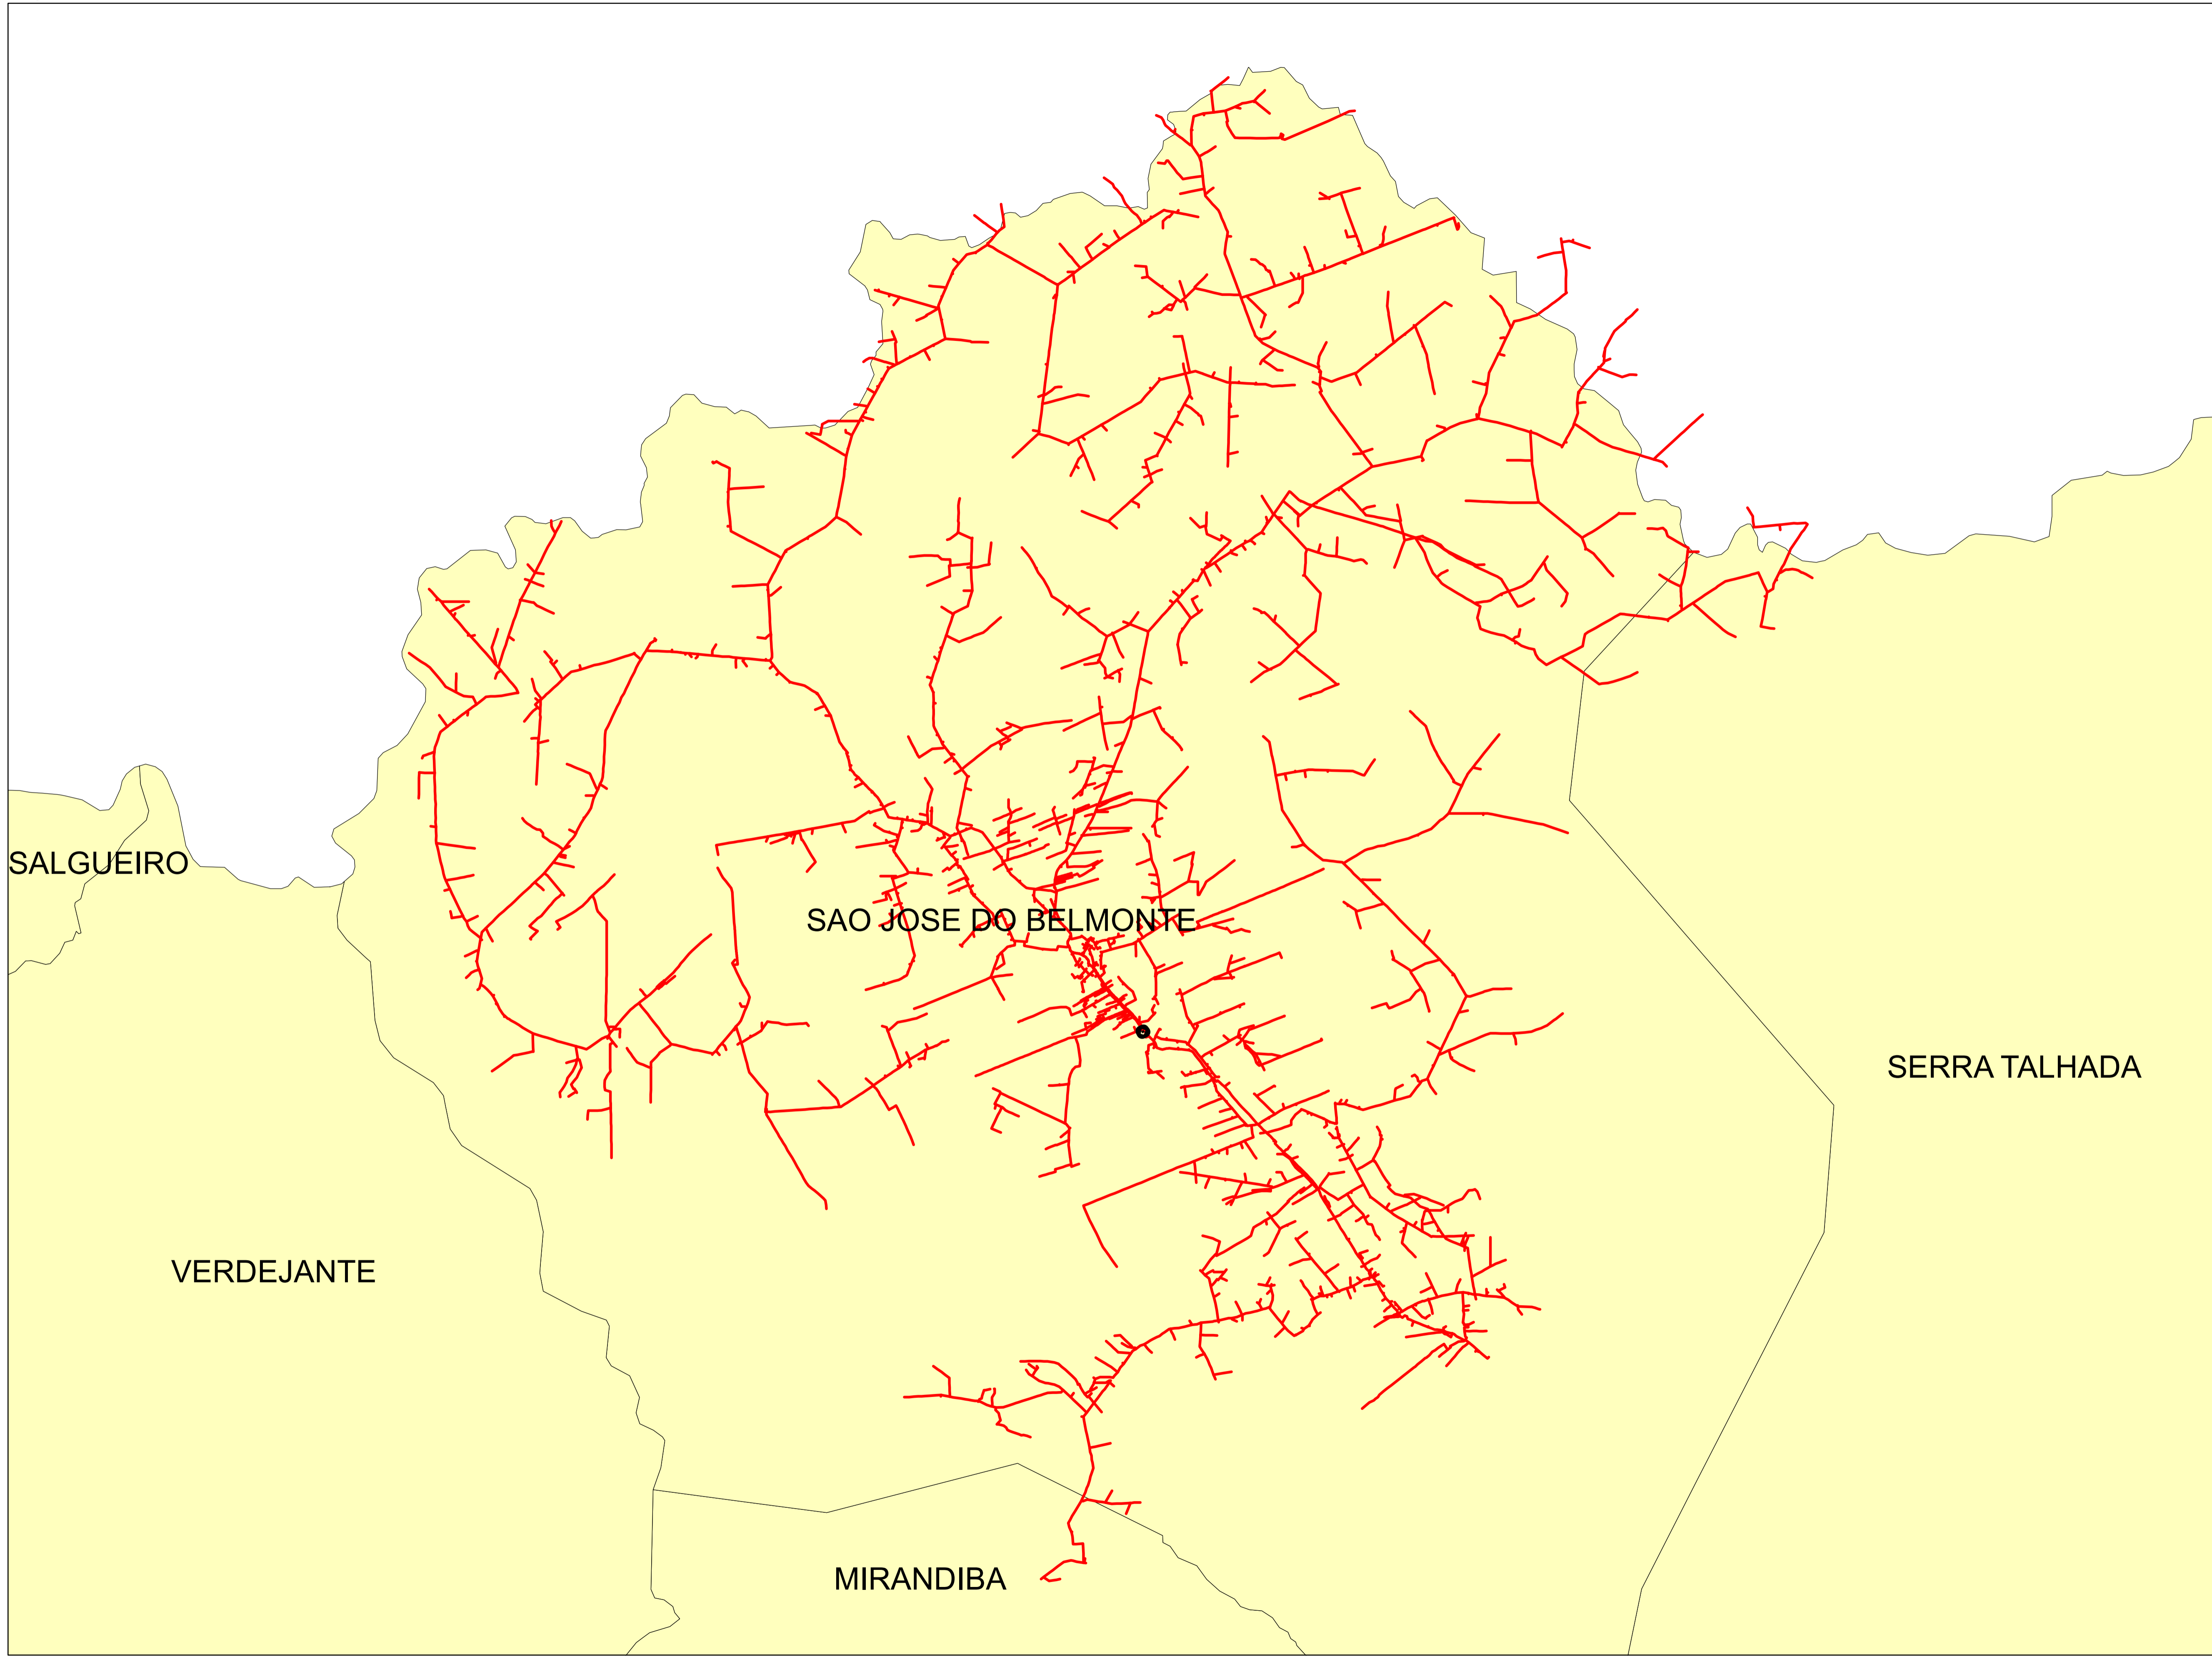 SALGUEIRO
SAO JOSE DO BELMONTE
SERRA TALHADA
VERDEJANTE
MIRANDIBA